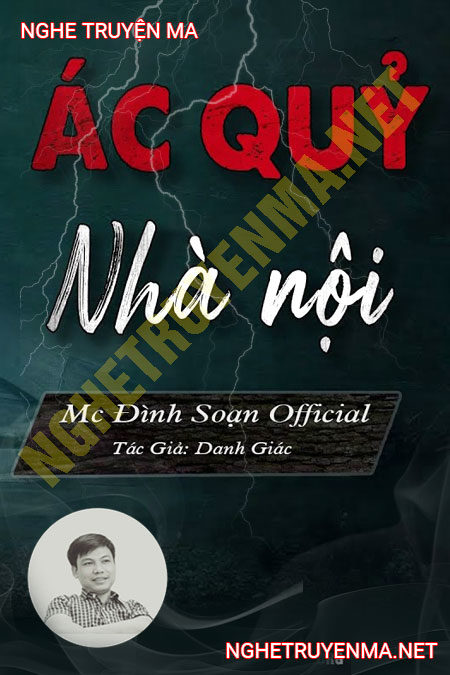 NGHE TRUYỆN MA
ÁC QUỶ
Nhà nội
NGHETRUYENMA.NET
Mc Đình Soạn Official
Tác Giả: Danh Giác
NGHETRUYENMA.NET